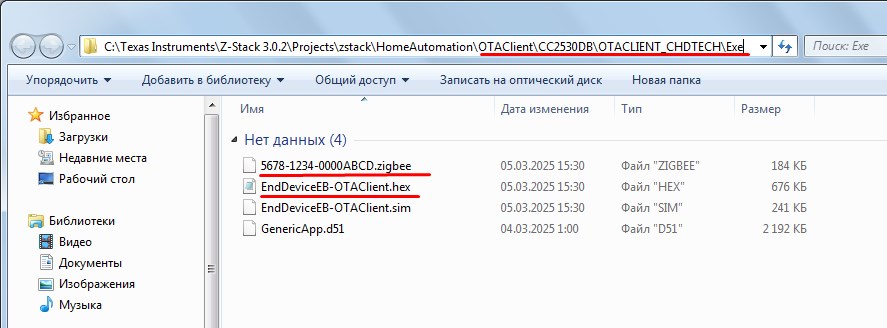 C:\Texas Instruments\Z-Stack 3.0.2\Projects\zstack\HomeAutomation\OTAClient\CC2530DB\OTACLIENT_CHDTECH\Exe
Поиск: Exe
Упорядочить Добавить в библиотеку Общий доступ Записать на оптический диск Новая папка
Избранное
Загрузки
Недавние места
Рабочий стол
Библиотеки
Видео
Документы
Изображения
Музыка
Имя Дата изменения Тип Размер
Нет данных (4)
5678-1234-0000ABCD.zigbee 05.03.2025 15:30 Файл "ZIGBEE" 184 КБ
EndDeviceEB-OTAClient.hex 05.03.2025 15:30 Файл "HEX" 676 КБ
EndDeviceEB-OTAClient.sim 05.03.2025 15:30 Файл "SIM" 241 КБ
GenericApp.d51 04.03.2025 1:00 Файл "D51" 2 192 КБ